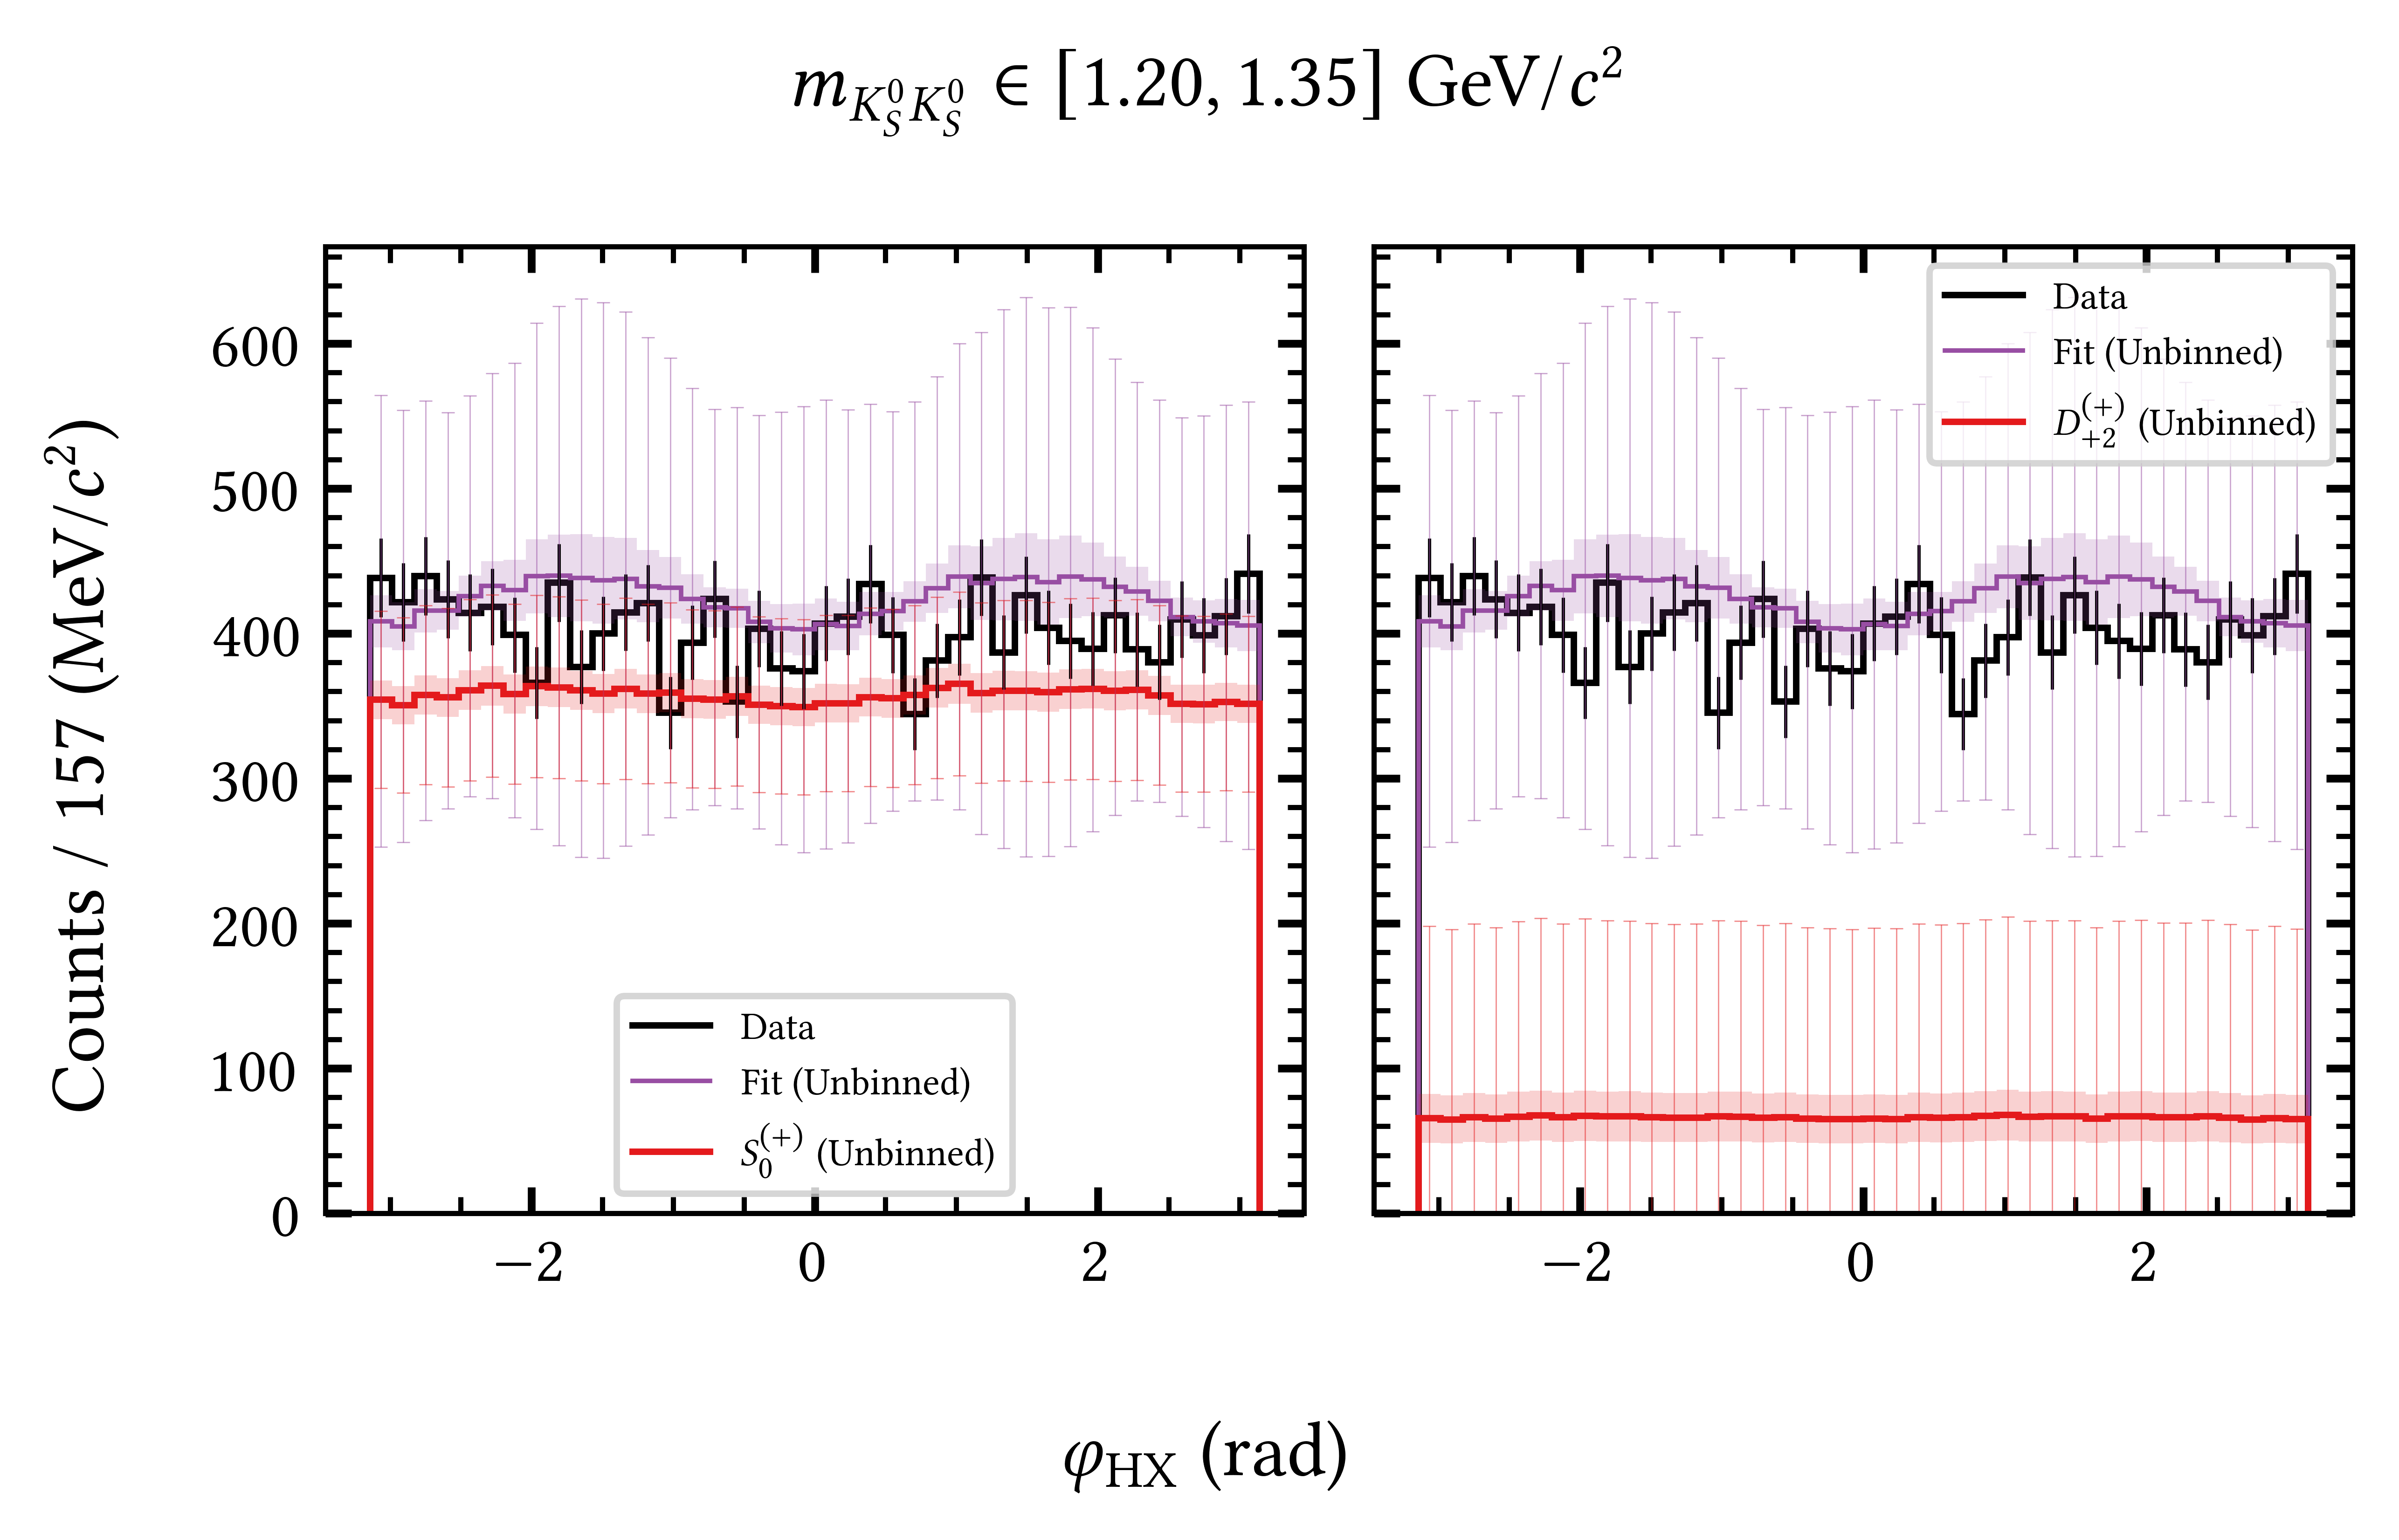 m_{K_S^0 K_S^0} ∈ [1.20, 1.35] GeV/c²
Counts / 157 (MeV/c²)
600
500
400
300
200
100
0
Data
Fit (Unbinned)
S_0^{(+)} (Unbinned)
−2
0
2
Data
Fit (Unbinned)
D_{+2}^{(+)} (Unbinned)
−2
0
2
φ_HX (rad)